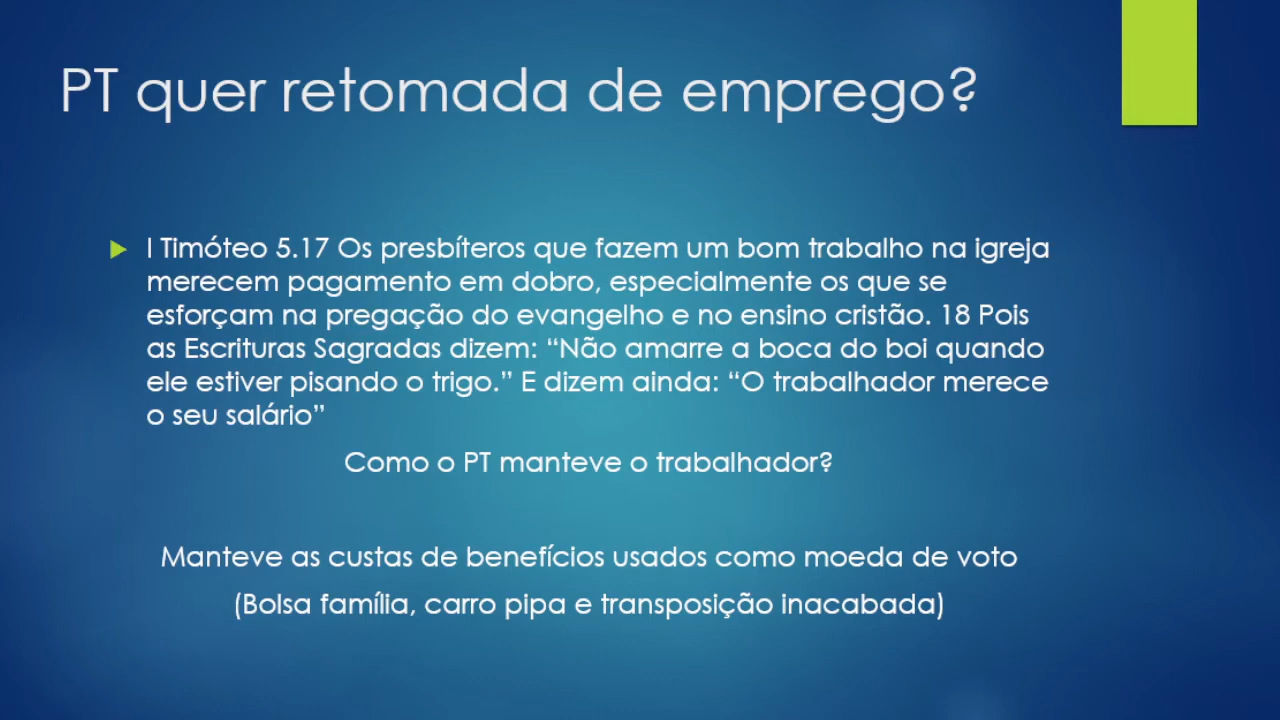 PT quer retomada de emprego?
I Timóteo 5.17 Os presbíteros que fazem um bom trabalho na igreja
merecem pagamento em dobro, especialmente os que se
esforçam na pregação do evangelho e no ensino cristão. 18 Pois
as Escrituras Sagradas dizem: “Não amarre a boca do boi quando
ele estiver pisando o trigo.” E dizem ainda: “O trabalhador merece
o seu salário”
Como o PT manteve o trabalhador?
Manteve as custas de benefícios usados como moeda de voto
(Bolsa família, carro pipa e transposição inacabada)